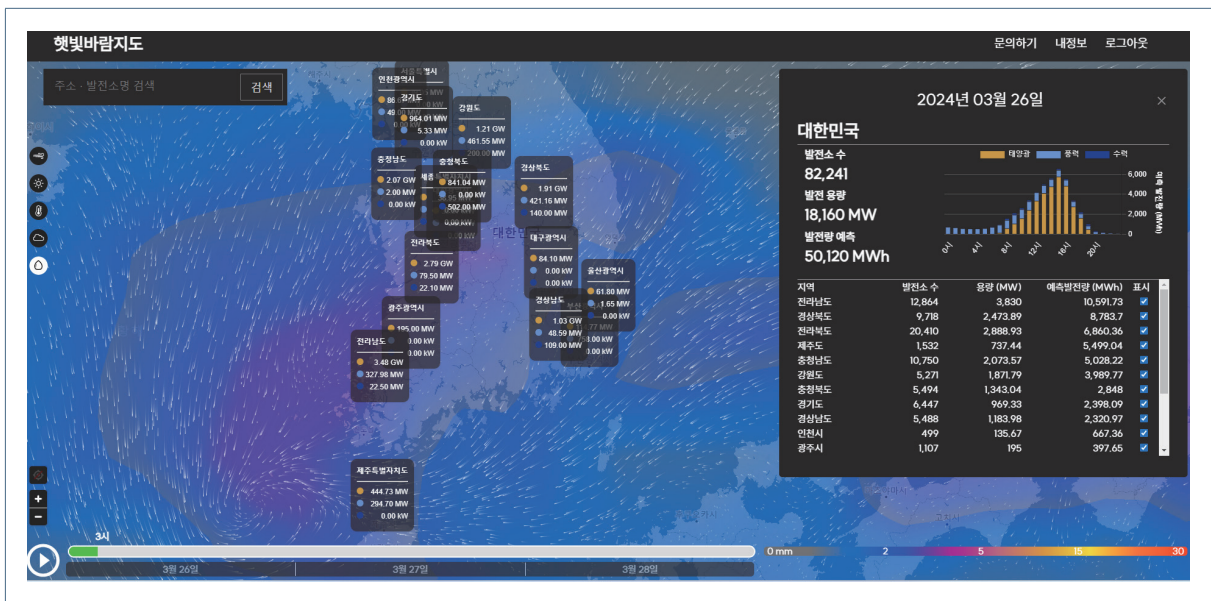 햇빛바람지도
문의하기 내정보 로그아웃
주소 · 발전소명 검색 검색
인천광역시
경기도
964.01 MW
5.33 MW
0.00 kW
강원도
1.21 GW
461.55 MW
충청남도
2.07 GW
2.00 MW
0.00 kW
충청북도
841.04 MW
0.00 kW
502.00 MW
경상북도
1.91 GW
421.16 MW
140.00 MW
전라북도
2.79 GW
79.50 MW
22.10 MW
대구광역시
84.10 MW
0.00 kW
0.00 kW
울산광역시
61.80 MW
1.65 MW
0.00 kW
경상남도
1.03 GW
48.59 MW
109.00 MW
광주광역시
195.00 MW
0.00 kW
0.00 kW
전라남도
3.48 GW
327.98 MW
22.50 MW
제주특별자치도
444.73 MW
294.70 MW
0.00 kW
2024년 03월 26일 ×
대한민국
발전소 수
82,241
발전 용량
18,160 MW
발전량 예측
50,120 MWh
태양광 풍력 수력
6,000
4,000
2,000
0
예측 발전량 (MWh)
0시 4시 8시 12시 16시 20시
지역 발전소 수 용량 (MW) 예측발전량 (MWh) 표시
전라남도 12,864 3,830 10,591.73
경상북도 9,718 2,473.89 8,783.7
전라북도 20,410 2,888.93 6,860.36
제주도 1,532 737.44 5,499.04
충청남도 10,750 2,073.57 5,028.22
강원도 5,271 1,871.79 3,989.77
충청북도 5,494 1,343.04 2,848
경기도 6,447 969.33 2,398.09
경상남도 5,488 1,183.98 2,320.97
인천시 499 135.67 667.36
광주시 1,107 195 397.65
+
−
3시
3월 26일 3월 27일 3월 28일
0 mm 2 5 15 30